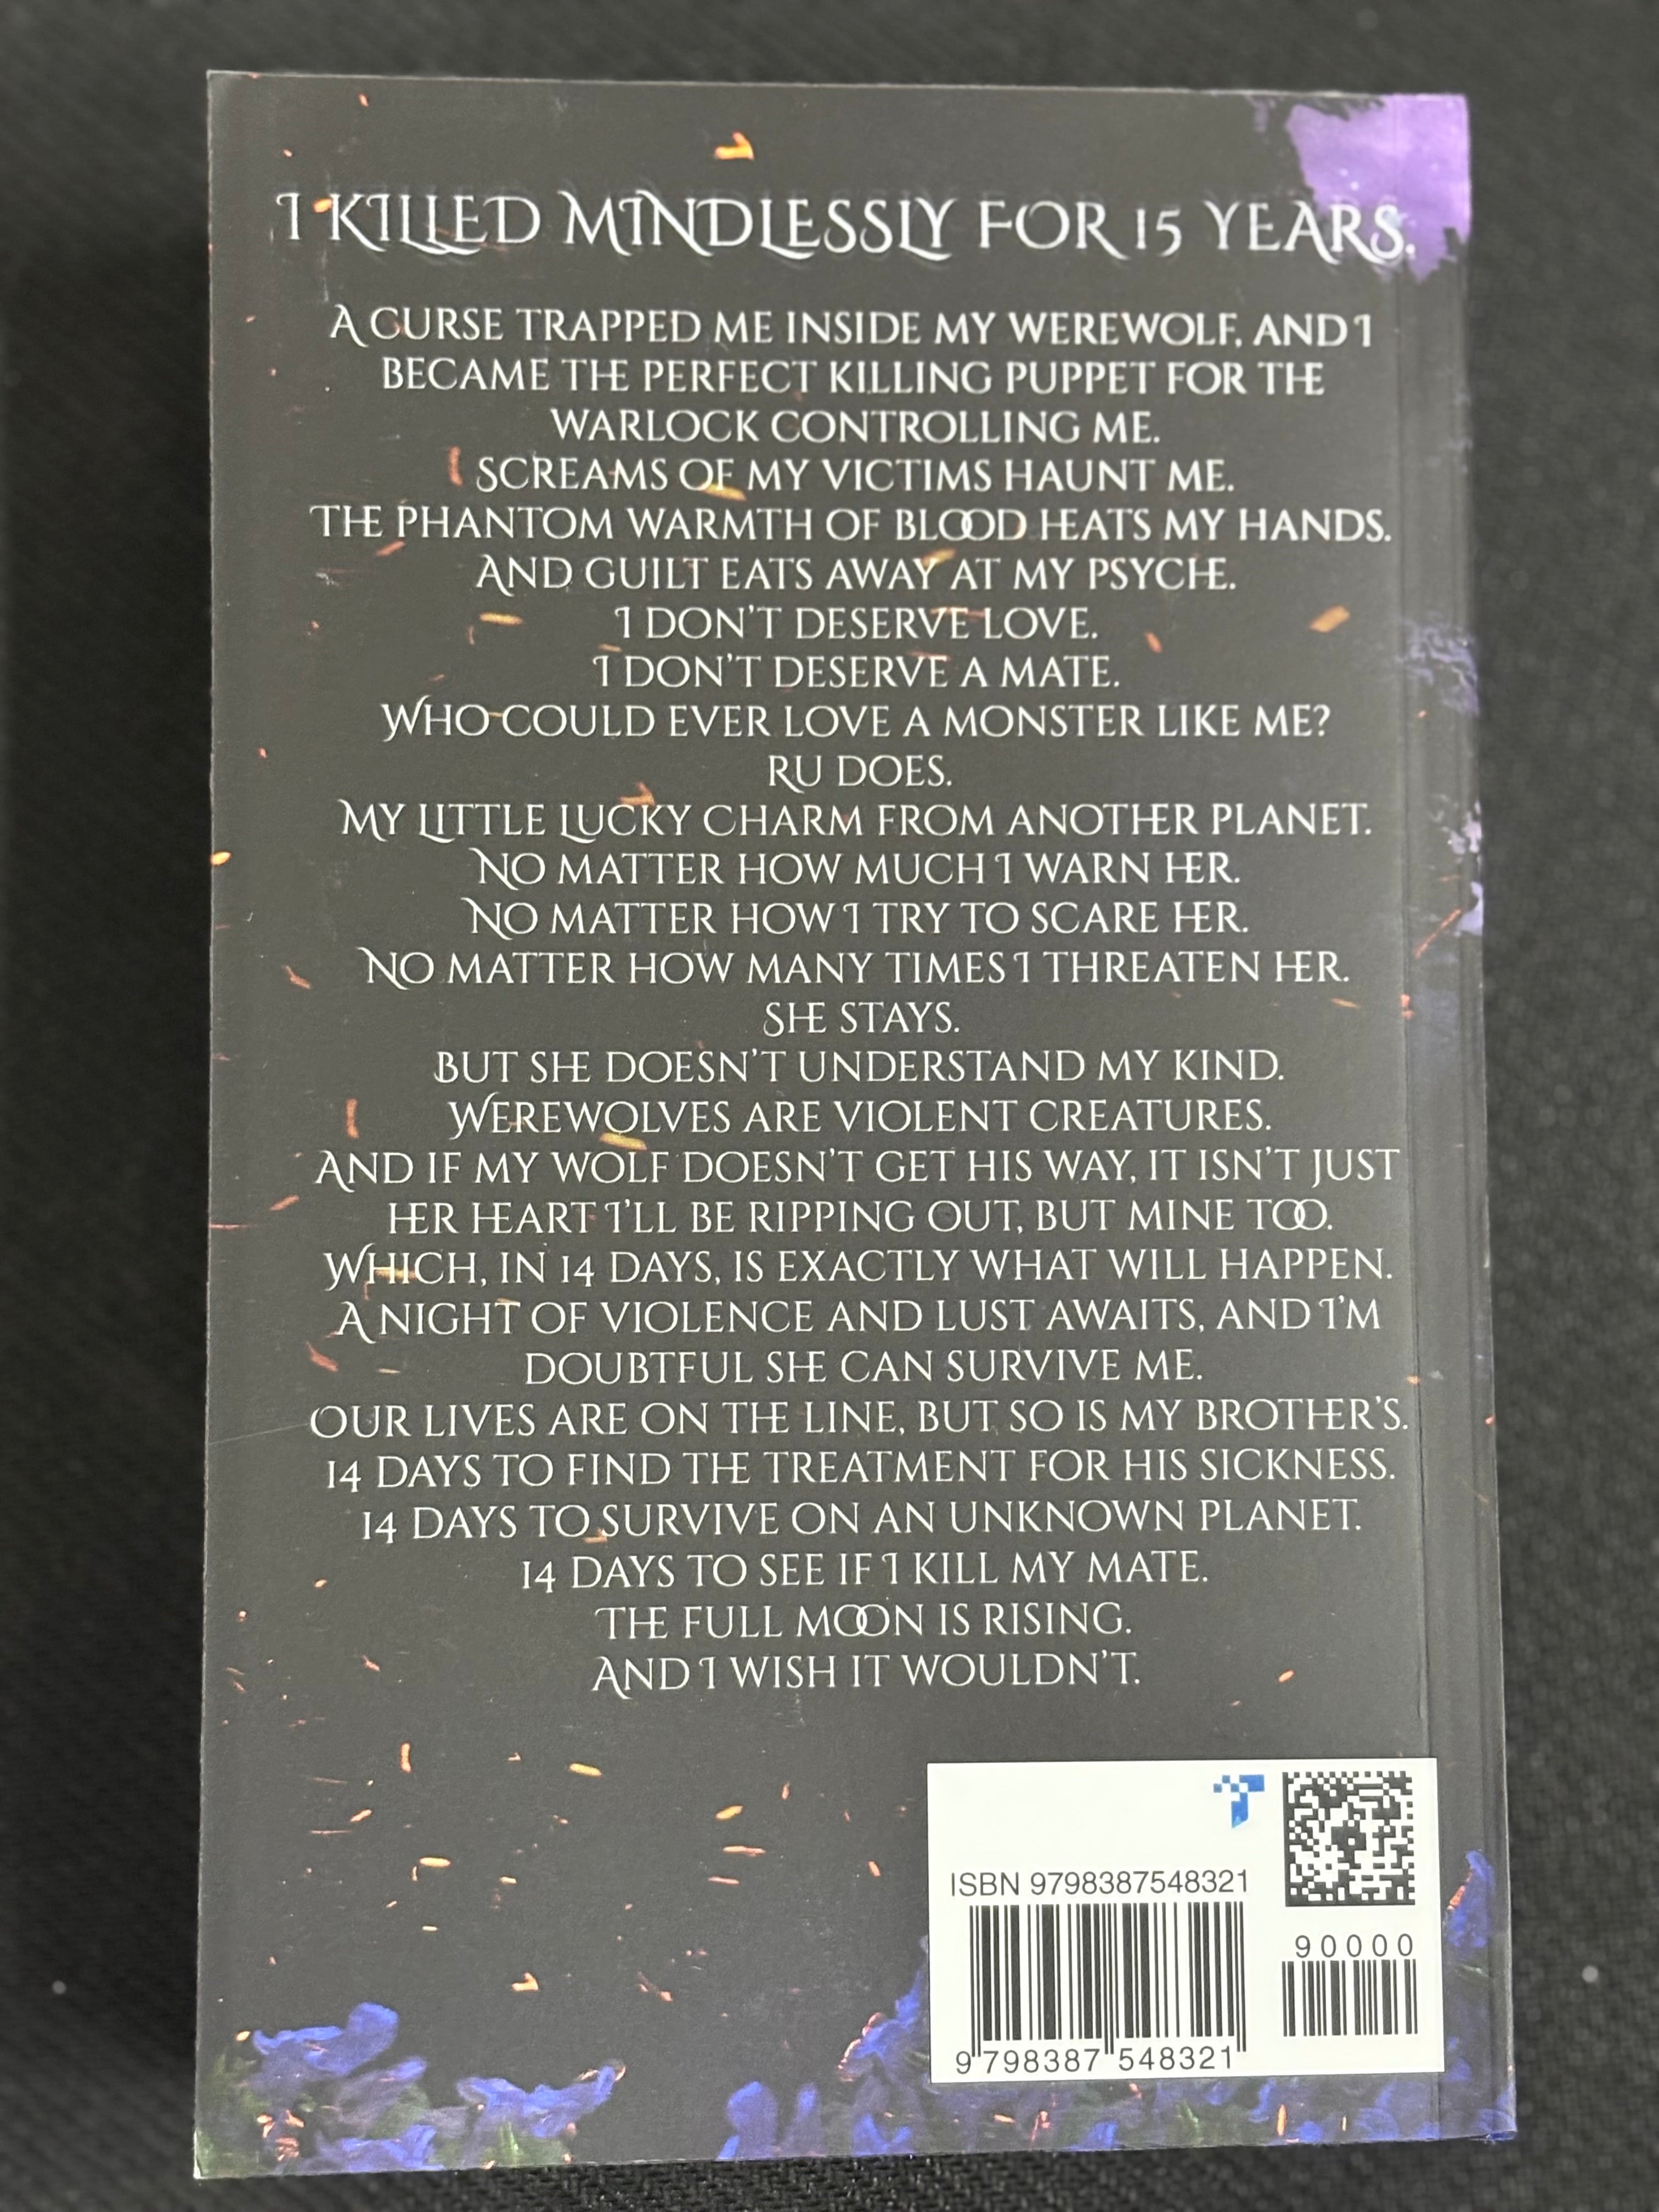 I KILLED MINDLESSLY FOR 15 YEARS.
A CURSE TRAPPED ME INSIDE MY WEREWOLF, AND I
BECAME THE PERFECT KILLING PUPPET FOR THE
WARLOCK CONTROLLING ME.
SCREAMS OF MY VICTIMS HAUNT ME.
THE PHANTOM WARMTH OF BLOOD HEATS MY HANDS.
AND GUILT EATS AWAY AT MY PSYCHE.
I DON'T DESERVE LOVE.
I DON'T DESERVE A MATE.
WHO COULD EVER LOVE A MONSTER LIKE ME?
RU DOES.
MY LITTLE LUCKY CHARM FROM ANOTHER PLANET.
NO MATTER HOW MUCH I WARN HER.
NO MATTER HOW I TRY TO SCARE HER.
NO MATTER HOW MANY TIMES I THREATEN HER.
SHE STAYS.
BUT SHE DOESN'T UNDERSTAND MY KIND.
WEREWOLVES ARE VIOLENT CREATURES.
AND IF MY WOLF DOESN'T GET HIS WAY, IT ISN'T JUST
HER HEART I'LL BE RIPPING OUT, BUT MINE TOO.
WHICH, IN 14 DAYS, IS EXACTLY WHAT WILL HAPPEN.
A NIGHT OF VIOLENCE AND LUST AWAITS, AND I'M
DOUBTFUL SHE CAN SURVIVE ME.
OUR LIVES ARE ON THE LINE, BUT SO IS MY BROTHER'S.
14 DAYS TO FIND THE TREATMENT FOR HIS SICKNESS.
14 DAYS TO SURVIVE ON AN UNKNOWN PLANET.
14 DAYS TO SEE IF I KILL MY MATE.
THE FULL MOON IS RISING.
AND I WISH IT WOULDN'T.
ISBN 9798387548321
90000
9 798387 548321